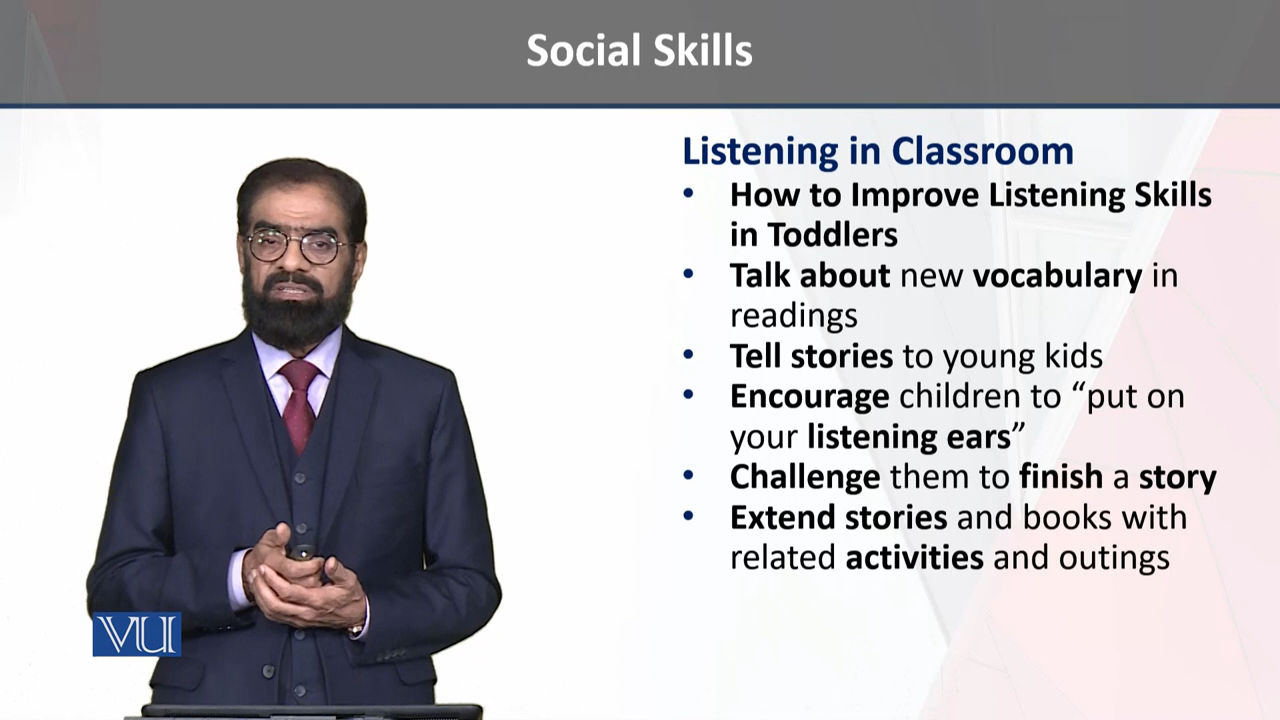 Social Skills
Listening in Classroom
• How to Improve Listening Skills
in Toddlers
• Talk about new vocabulary in
readings
• Tell stories to young kids
• Encourage children to “put on
your listening ears”
• Challenge them to finish a story
• Extend stories and books with
related activities and outings
VU